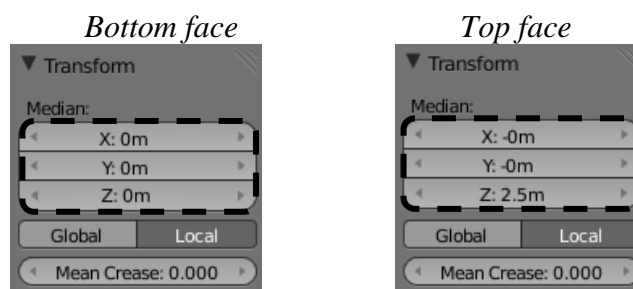 Bottom face
Transform
Median:
X: 0m
Y: 0m
Z: 0m
Global Local
Mean Crease: 0.000
Top face
Transform
Median:
X: -0m
Y: -0m
Z: 2.5m
Global Local
Mean Crease: 0.000